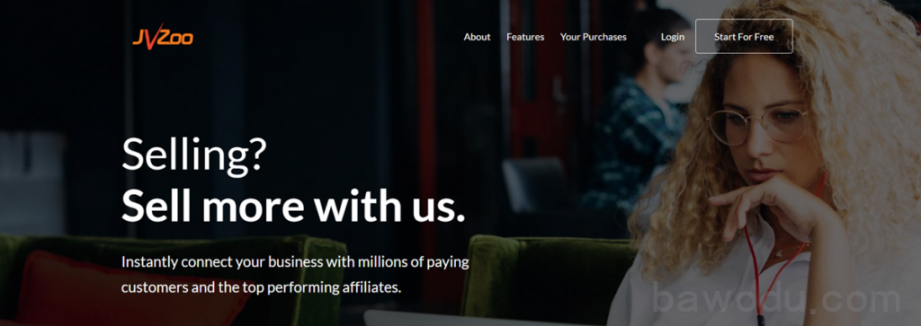 JVZoo
About Features Your Purchases Login Start For Free
Selling?
Sell more with us.
Instantly connect your business with millions of paying
customers and the top performing affiliates.
bawodu.com